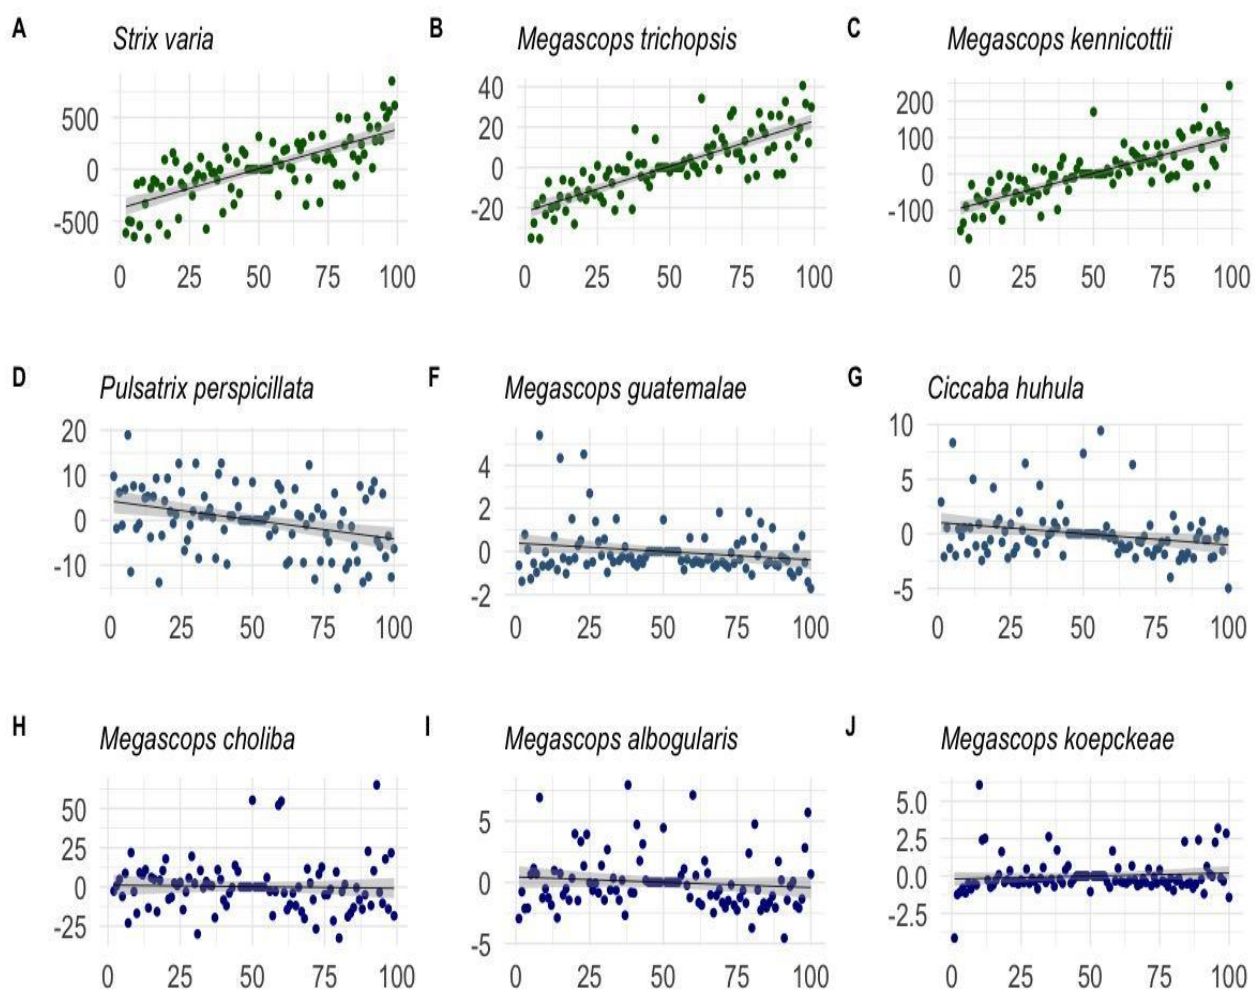 A Strix varia B Megascops trichopsis C Megascops kennicottii
500 40 200
0 20 100
-500 0 0
-20 -100
0 25 50 75 100 0 25 50 75 100 0 25 50 75 100
D Pulsatrix perspicillata F Megascops guatemalae G Ciccaba huhula
20 4 10
10 2 5
0 0 0
-10 -2 -5
0 25 50 75 100 0 25 50 75 100 0 25 50 75 100
H Megascops choliba I Megascops albogularis J Megascops koepckeae
50 5 5.0
25 0 2.5
0 -5 0.0
-25 -2.5
0 25 50 75 100 0 25 50 75 100 0 25 50 75 100